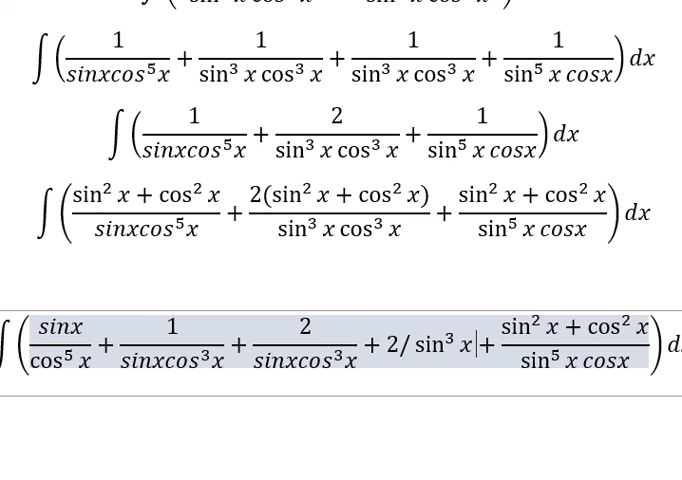 ∫ (1/(sinxcos⁵x) + 1/(sin³ x cos³ x) + 1/(sin³ x cos³ x) + 1/(sin⁵ x cosx)) dx
∫ (1/(sinxcos⁵x) + 2/(sin³ x cos³ x) + 1/(sin⁵ x cosx)) dx
∫ ((sin² x + cos² x)/(sinxcos⁵x) + 2(sin² x + cos² x)/(sin³ x cos³ x) + (sin² x + cos² x)/(sin⁵ x cosx)) dx
∫ (sinx/(cos⁵ x) + 1/(sinxcos³x) + 2/(sinxcos³x) + 2/ sin³ x + (sin² x + cos² x)/(sin⁵ x cosx)) d